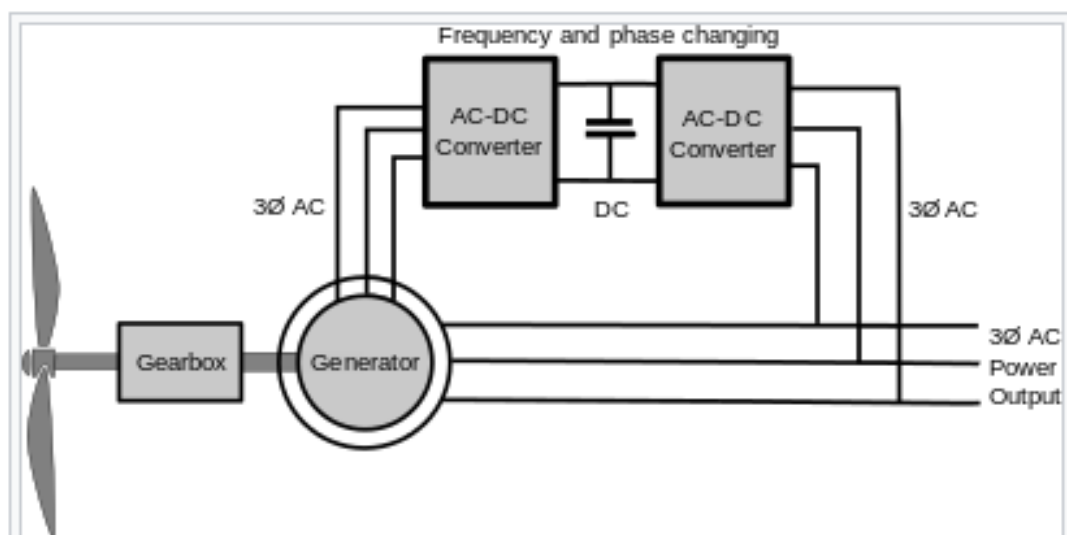 Frequency and phase changing
AC-DC
Converter
AC-DC
Converter
3Ø AC
DC
3Ø AC
Gearbox
Generator
3Ø AC
Power
Output